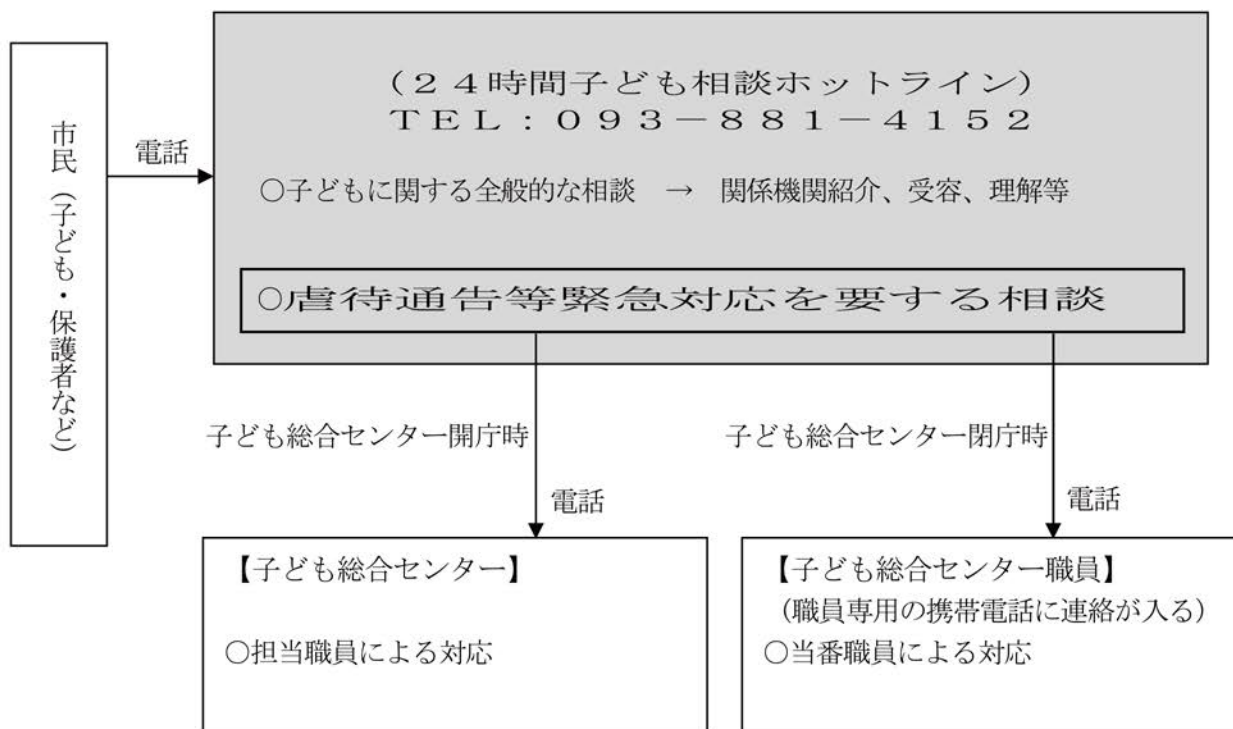 市民（子ども・保護者など）
電話
（２４時間子ども相談ホットライン）
ＴＥＬ：０９３－８８１－４１５２
○子どもに関する全般的な相談　→　関係機関紹介、受容、理解等
○虐待通告等緊急対応を要する相談
子ども総合センター開庁時
子ども総合センター閉庁時
電話
電話
【子ども総合センター】
○担当職員による対応
【子ども総合センター職員】
（職員専用の携帯電話に連絡が入る）
○当番職員による対応